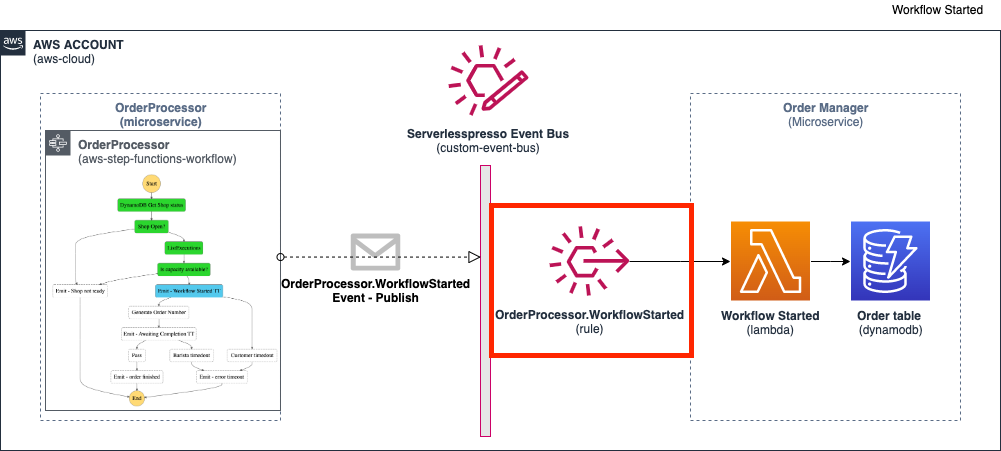 Workflow Started
aws
AWS ACCOUNT
(aws-cloud)
OrderProcessor
(microservice)
OrderProcessor
(aws-step-functions-workflow)
Start
DynamoDB Get Shop status
Shop Open?
ListExecutions
Is capacity available?
Emit - Shop not ready
Emit - Workflow Started TT
Generate Order Number
Emit - Awaiting Completion TT
Pass
Barista timedout
Customer timedout
Emit - order finished
Emit - error timeout
End
OrderProcessor.WorkflowStarted
Event - Publish
Serverlesspresso Event Bus
(custom-event-bus)
OrderProcessor.WorkflowStarted
(rule)
Order Manager
(Microservice)
Workflow Started
(lambda)
Order table
(dynamodb)